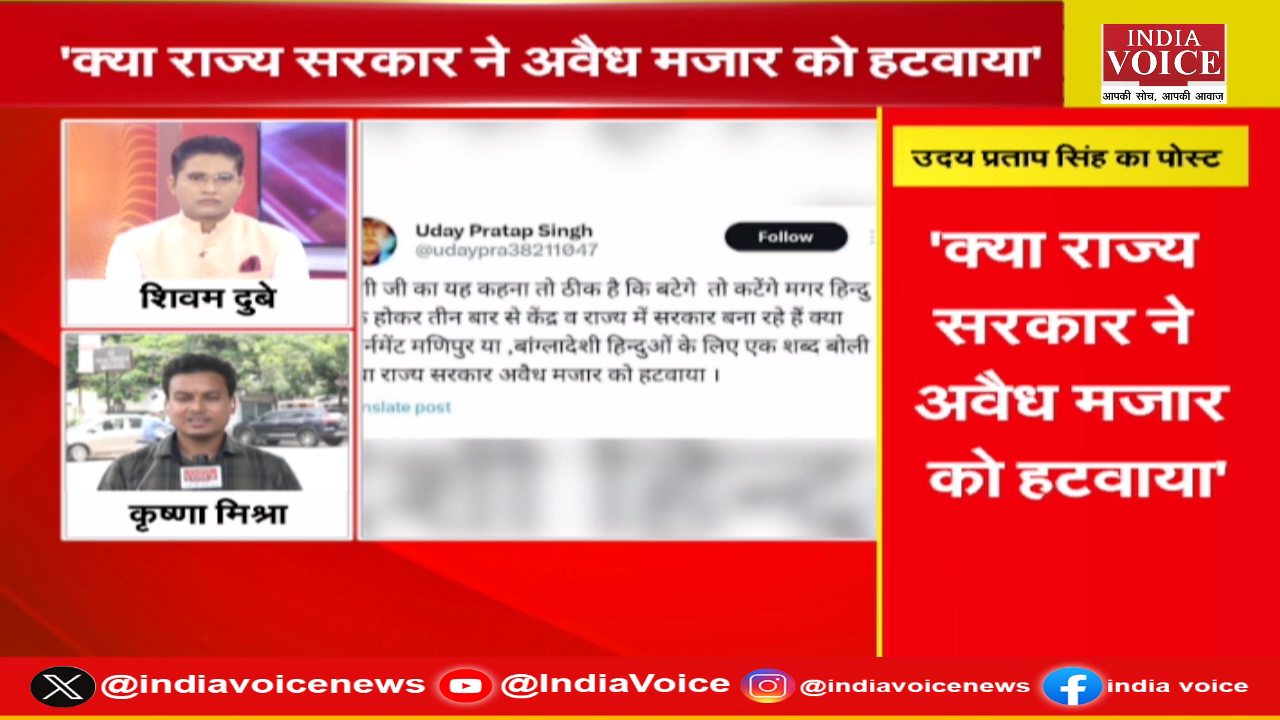 'क्या राज्य सरकार ने अवैध मजार को हटवाया'
INDIA
VOICE
आपकी सोच, आपकी आवाज़
शिवम दुबे
कृष्णा मिश्रा
Uday Pratap Singh
@udaypra38211047
Follow
जी का यह कहना तो ठीक है कि बटेगे तो कटेंगे मगर हिन्दु
होकर तीन बार से केंद्र व राज्य में सरकार बना रहे हैं क्या
मणिपुर या ,बांग्लादेशी हिन्दुओं के लिए एक शब्द बोली
राज्य सरकार अवैध मजार को हटवाया ।
nslate post
उदय प्रताप सिंह का पोस्ट
'क्या राज्य
सरकार ने
अवैध मजार
को हटवाया'
@indiavoicenews
@IndiaVoice
@indiavoicenews
india voice